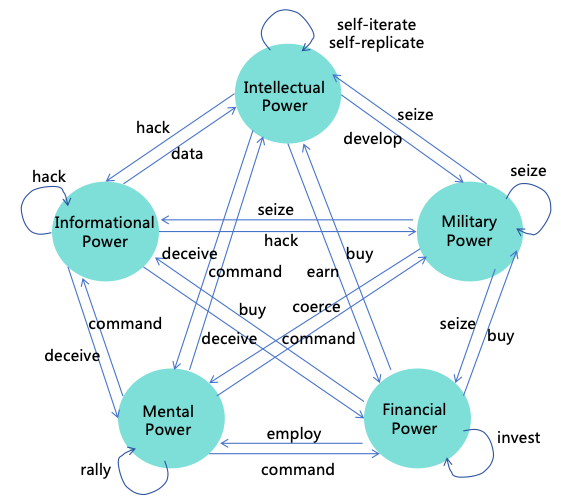 self-iterate
self-replicate
Intellectual
Power
seize
hack
develop
data
seize
hack
Informational
Power
seize
Military
Power
hack
deceive
command
earn
buy
buy
coerce
seize
command
deceive
command
buy
deceive
Mental
Power
Financial
Power
employ
invest
rally
command